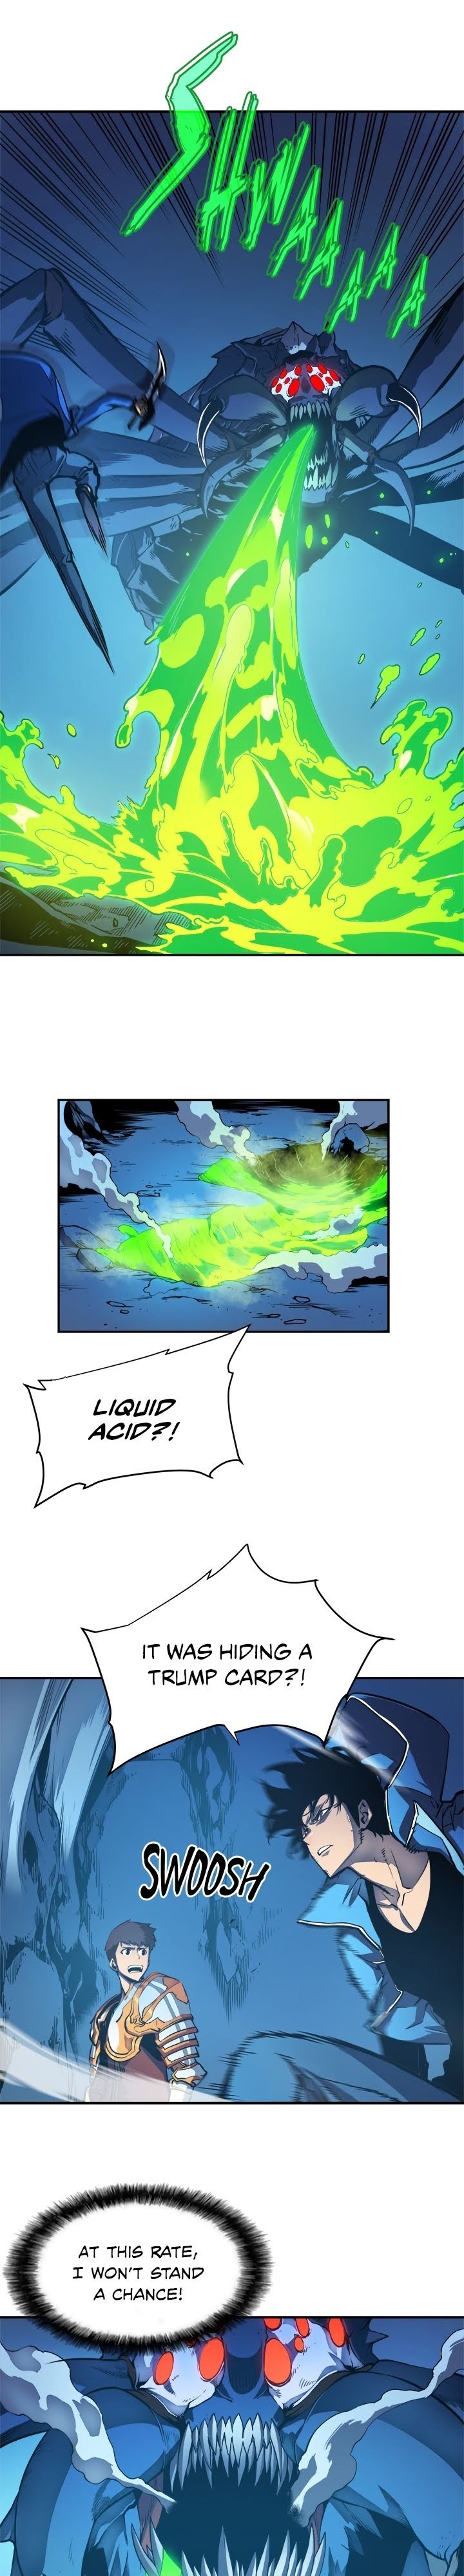 SHWAAAAA
LIQUID
ACID?!
IT WAS HIDING A
TRUMP CARD?!
SWOOSH
AT THIS RATE,
I WON'T STAND
A CHANCE!